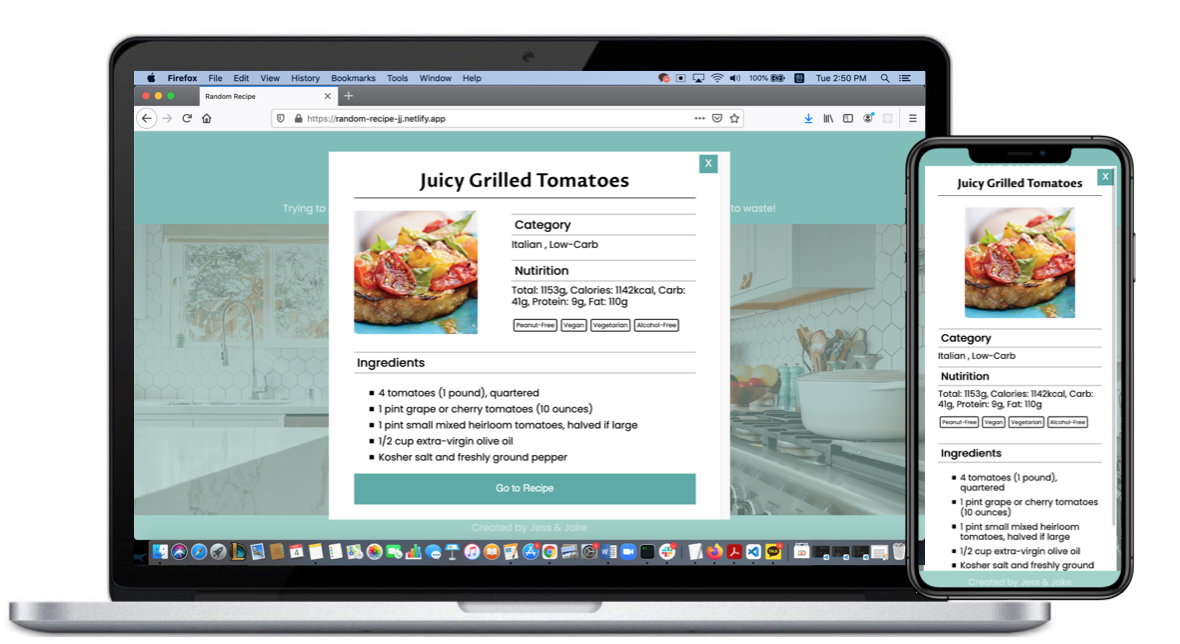 Firefox File Edit View History Bookmarks Tools Window Help 100% Tue 2:50 PM
Random Recipe
https://random-recipe-jj.netlify.app
X
Juicy Grilled Tomatoes
Trying to
to waste!
Category
Italian , Low-Carb
Nutrition
Total: 1153g, Calories: 1142kcal, Carb:
41g, Protein: 9g, Fat: 110g
Peanut-Free Vegan Vegetarian Alcohol-Free
Ingredients
4 tomatoes (1 pound), quartered
1 pint grape or cherry tomatoes (10 ounces)
1 pint small mixed heirloom tomatoes, halved if large
1/2 cup extra-virgin olive oil
Kosher salt and freshly ground pepper
Go to Recipe
Created by Jess & Jake
X
Juicy Grilled Tomatoes
Category
Italian , Low-Carb
Nutrition
Total: 1153g, Calories: 1142kcal, Carb:
41g, Protein: 9g, Fat: 110g
Peanut-Free Vegan Vegetarian Alcohol-Free
Ingredients
4 tomatoes (1 pound),
quartered
1 pint grape or cherry tomatoes
(10 ounces)
1 pint small mixed heirloom
tomatoes, halved if large
1/2 cup extra-virgin olive oil
Kosher salt and freshly ground
Created by Jess & Jake